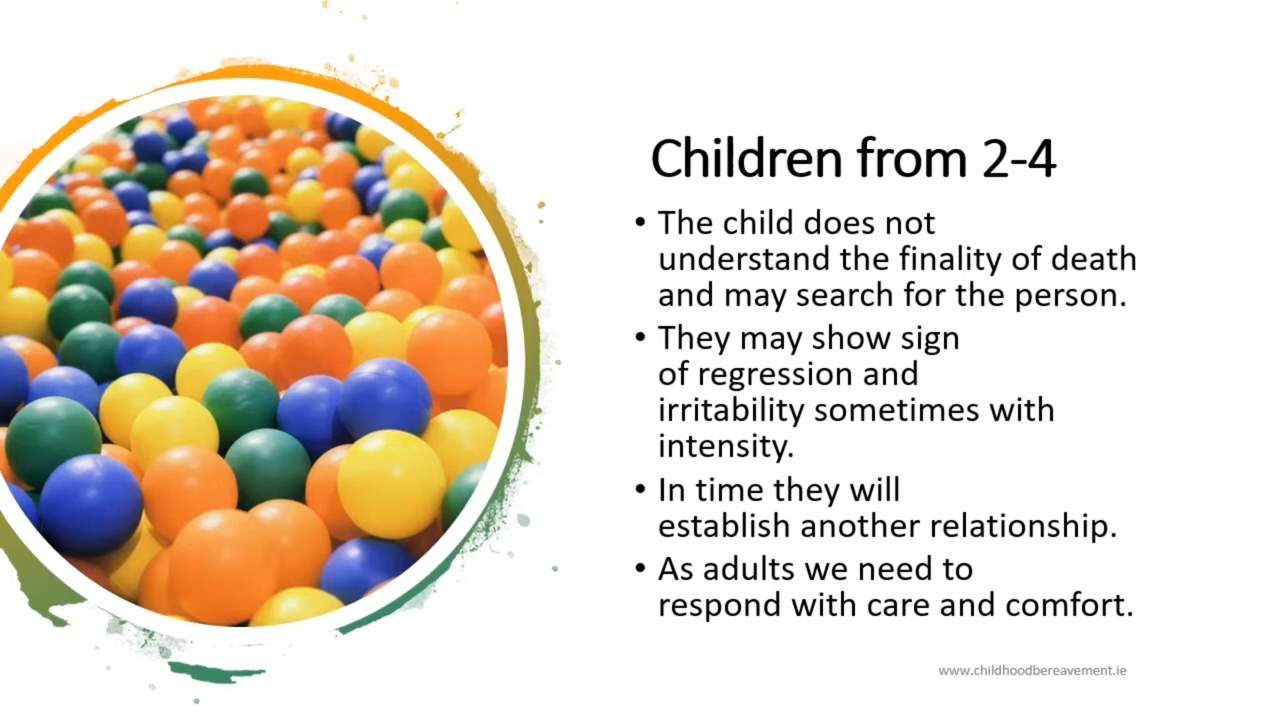 Children from 2-4
• The child does not
understand the finality of death
and may search for the person.
• They may show sign
of regression and
irritability sometimes with
intensity.
• In time they will
establish another relationship.
• As adults we need to
respond with care and comfort.
www.childhoodbereavement.ie